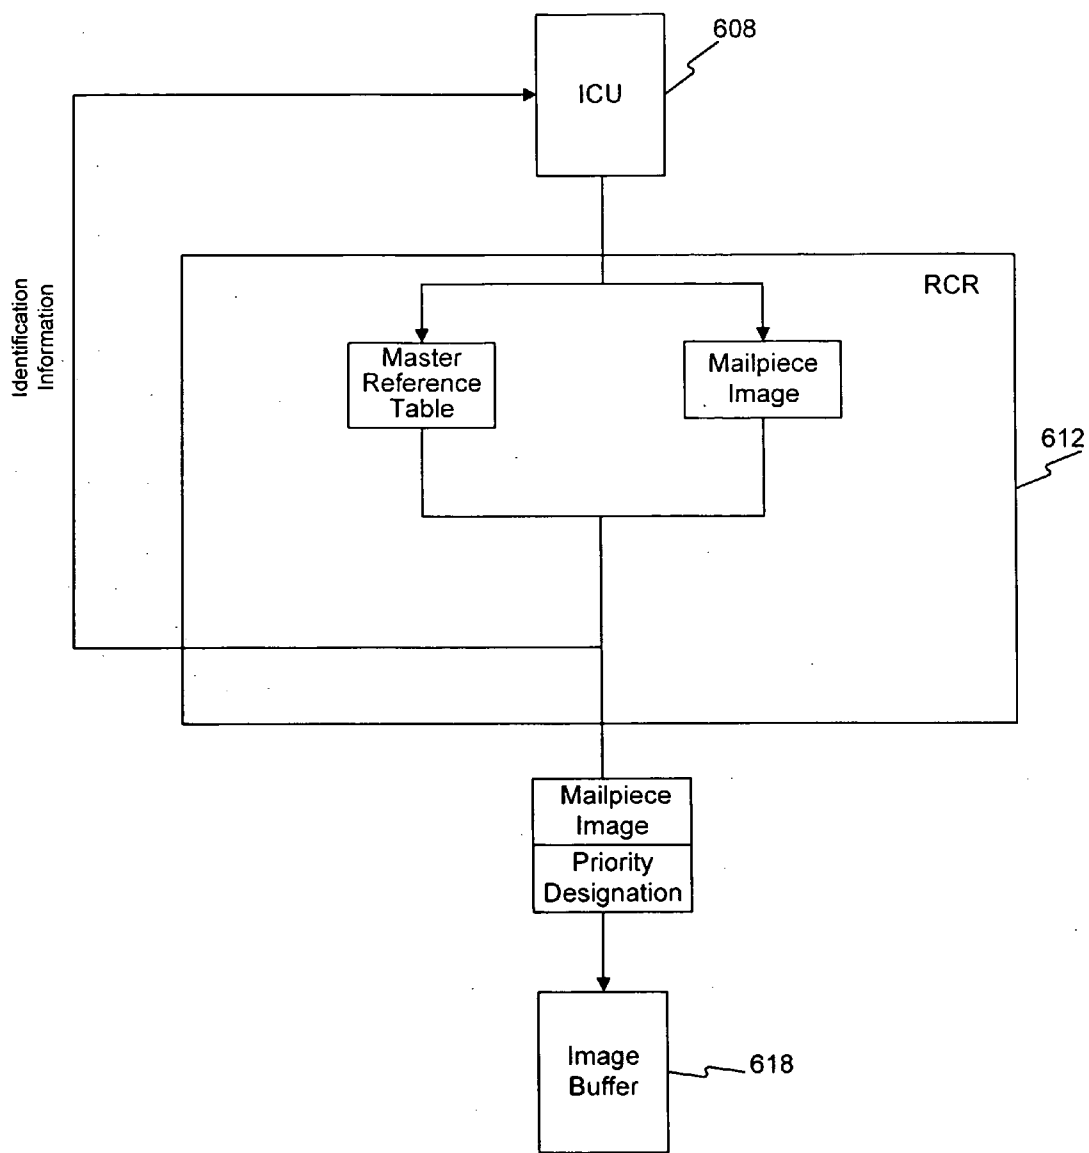 608
ICU
Identification
Information
RCR
Master
Reference
Table
Mailpiece
Image
612
Mailpiece
Image
Priority
Designation
Image
Buffer
618